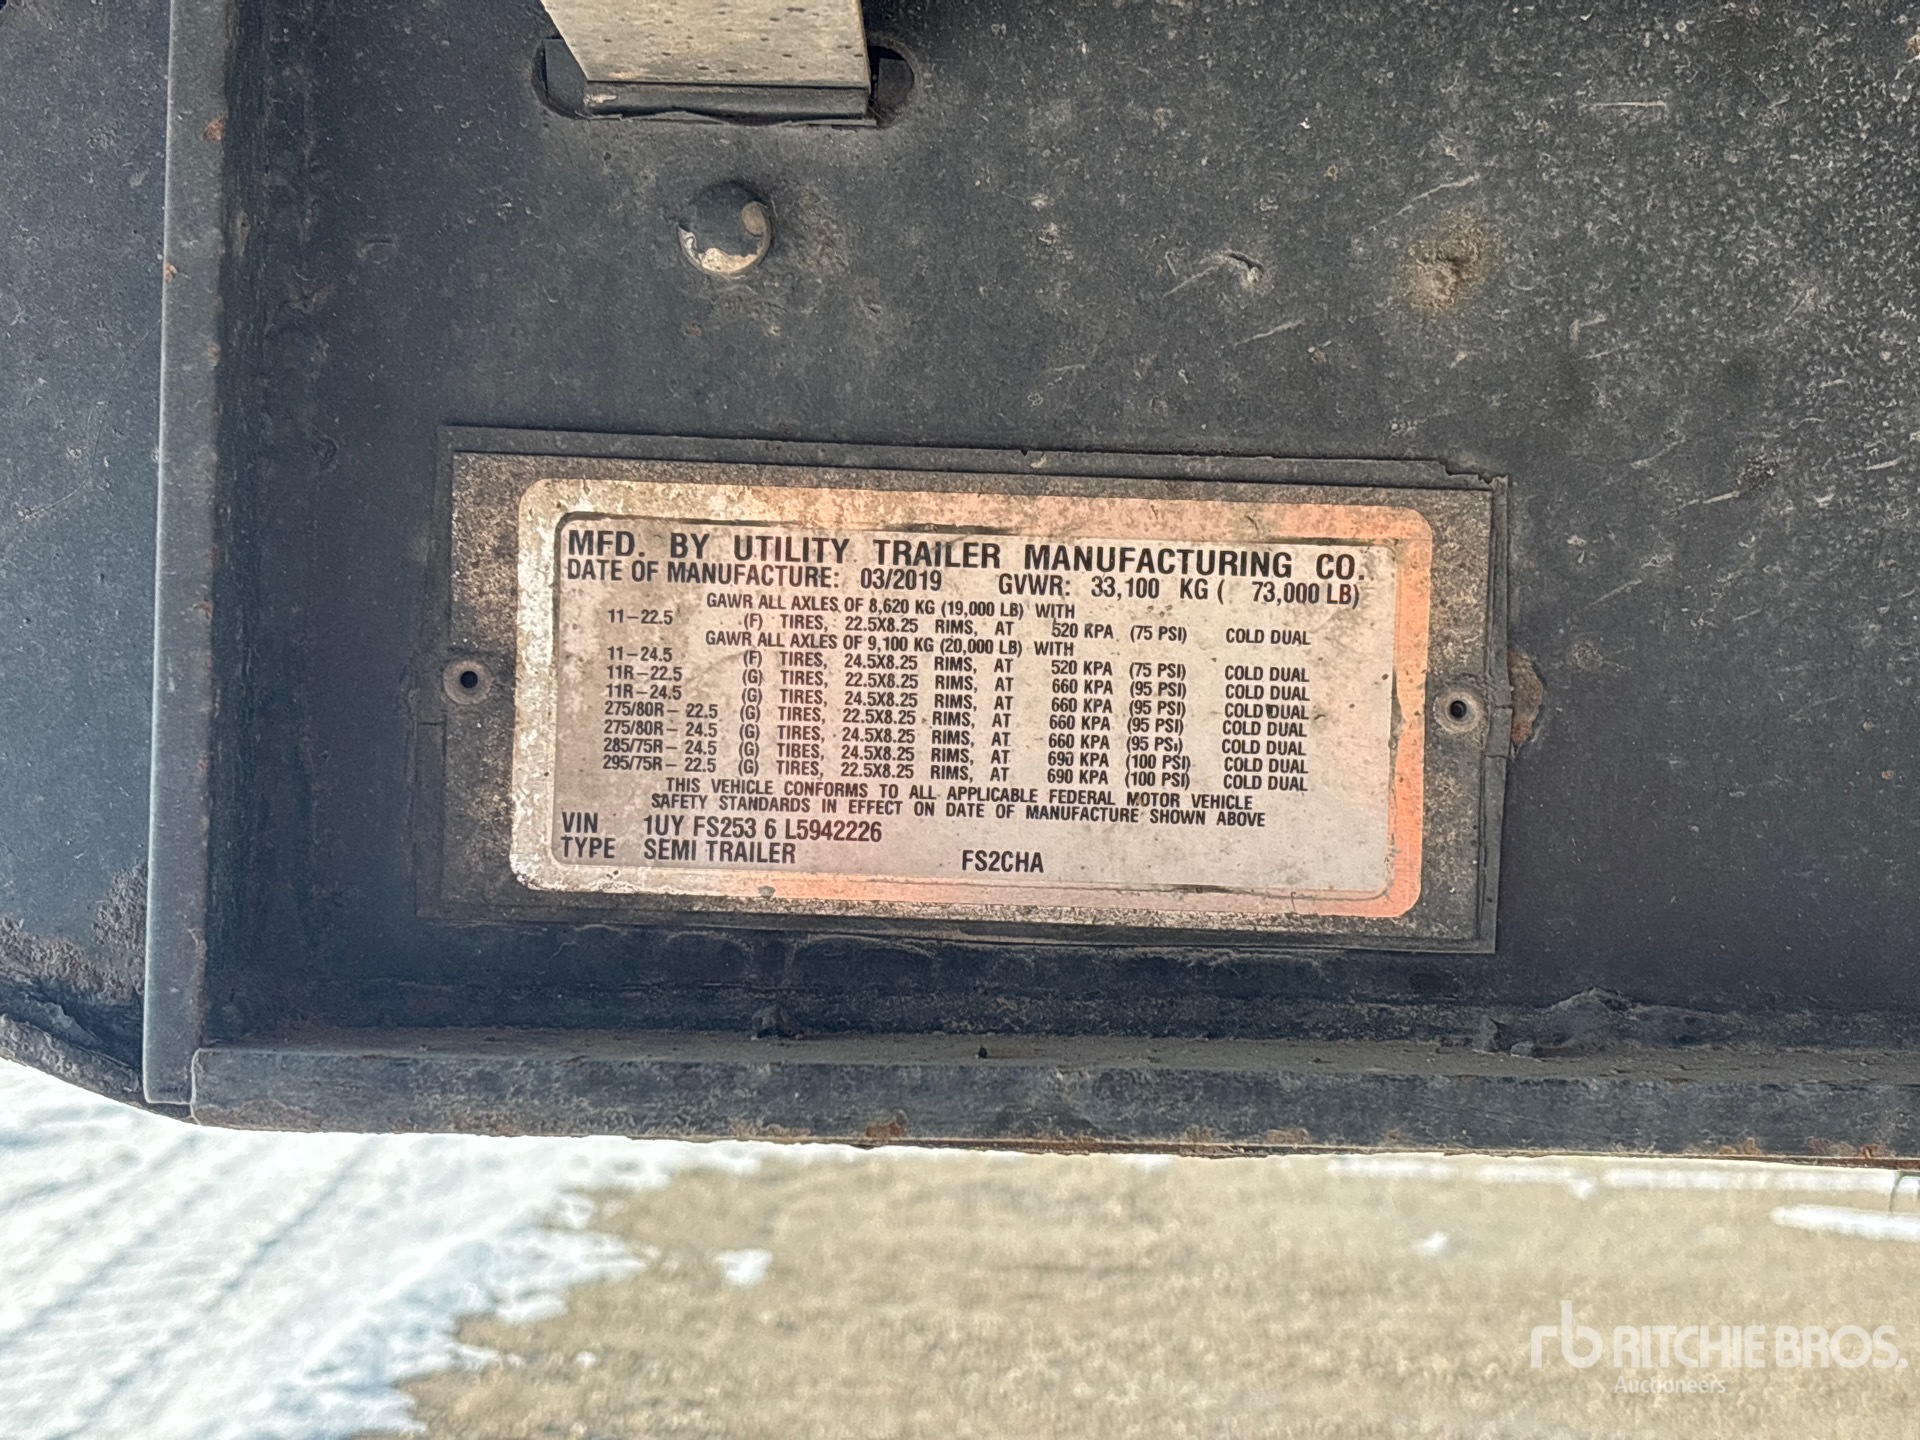 MFD. BY UTILITY TRAILER MANUFACTURING CO.
DATE OF MANUFACTURE: 03/2019 GVWR: 33,100 KG ( 73,000 LB)
GAWR ALL AXLES OF 8,620 KG (19,000 LB) WITH
11-22.5 (F) TIRES, 22.5X8.25 RIMS, AT 520 KPA (75 PSI) COLD DUAL
GAWR ALL AXLES OF 9,100 KG (20,000 LB) WITH
11-24.5 (F) TIRES, 24.5X8.25 RIMS, AT 520 KPA (75 PSI) COLD DUAL
11R-22.5 (G) TIRES, 22.5X8.25 RIMS, AT 660 KPA (95 PSI) COLD DUAL
11R-24.5 (G) TIRES, 24.5X8.25 RIMS, AT 660 KPA (95 PSI) COLD DUAL
275/80R-22.5 (G) TIRES, 22.5X8.25 RIMS, AT 660 KPA (95 PSI) COLD DUAL
275/80R-24.5 (G) TIRES, 24.5X8.25 RIMS, AT 660 KPA (95 PSI) COLD DUAL
285/75R-24.5 (G) TIRES, 24.5X8.25 RIMS, AT 690 KPA (100 PSI) COLD DUAL
295/75R-22.5 (G) TIRES, 22.5X8.25 RIMS, AT 690 KPA (100 PSI) COLD DUAL
THIS VEHICLE CONFORMS TO ALL APPLICABLE FEDERAL MOTOR VEHICLE
SAFETY STANDARDS IN EFFECT ON DATE OF MANUFACTURE SHOWN ABOVE
VIN 1UY FS253 6 L5942226
TYPE SEMI TRAILER FS2CHA
rb RITCHIE BROS.
Auctioneers